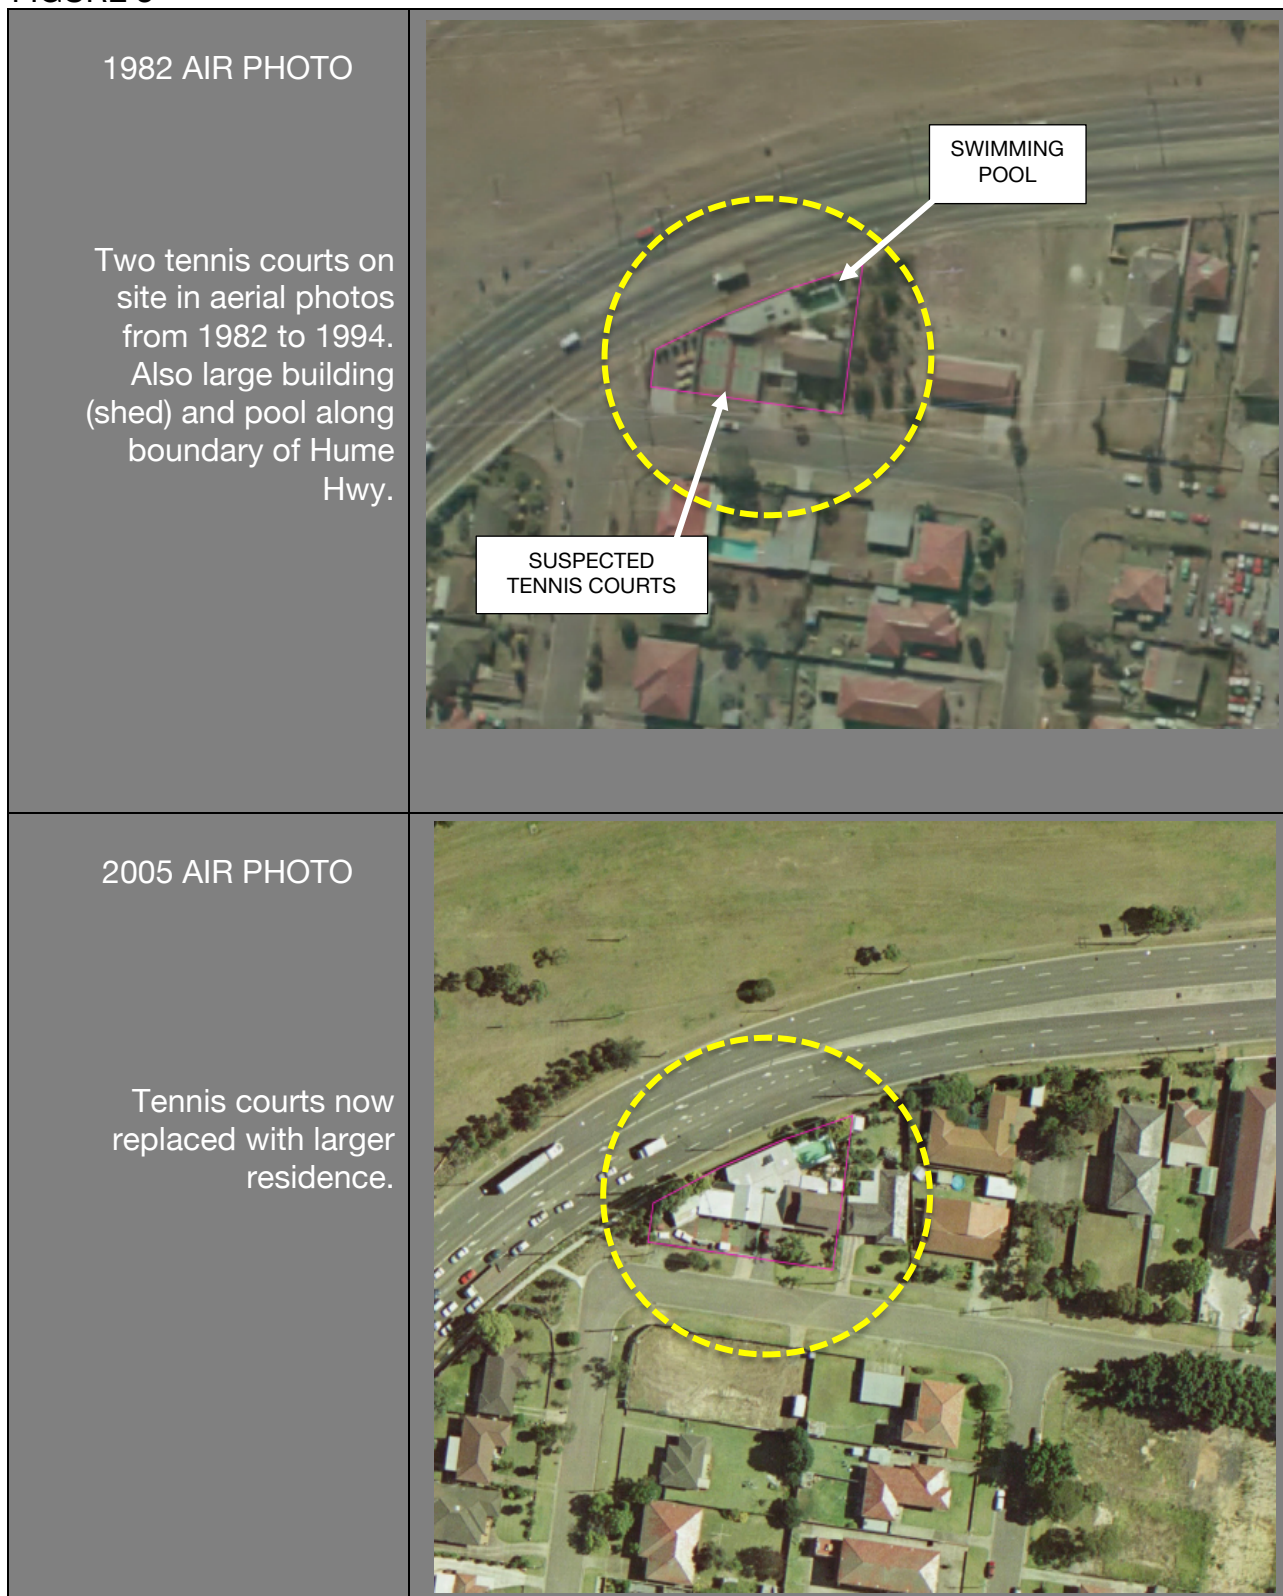 1982 AIR PHOTO
Two tennis courts on
site in aerial photos
from 1982 to 1994.
Also large building
(shed) and pool along
boundary of Hume
Hwy.
SWIMMING
POOL
SUSPECTED
TENNIS COURTS
2005 AIR PHOTO
Tennis courts now
replaced with larger
residence.